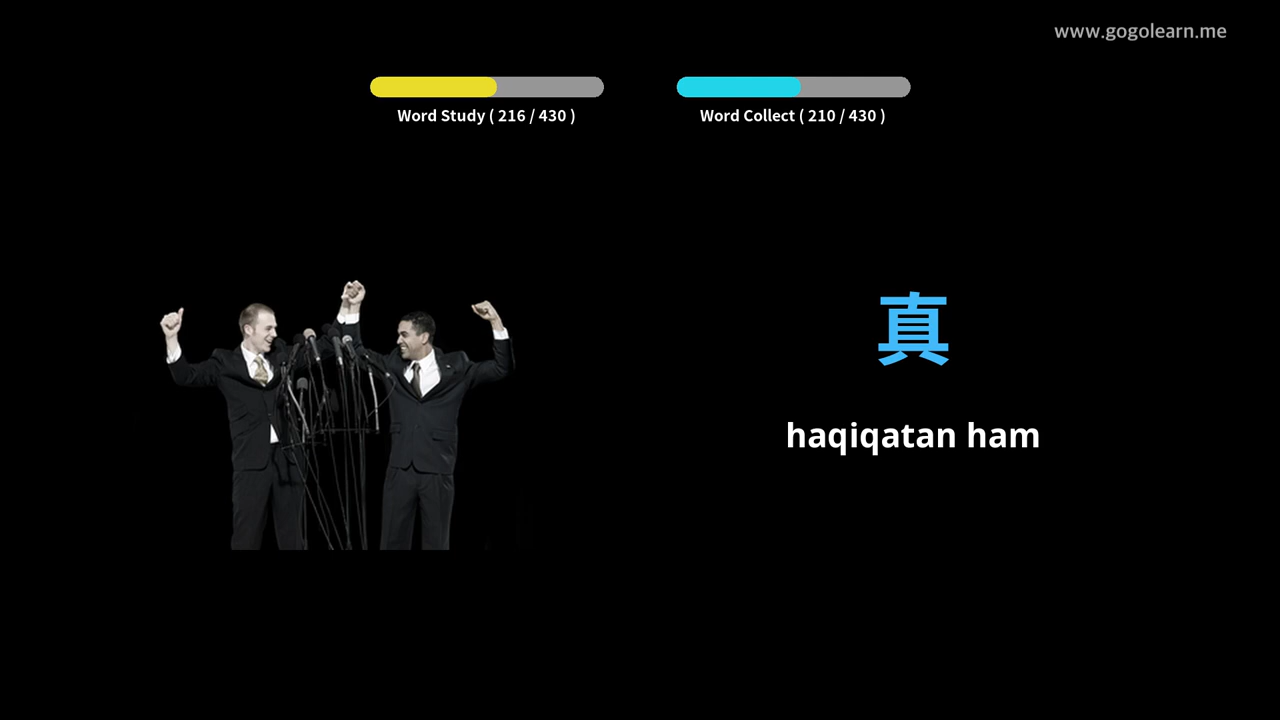 www.gogolearn.me
Word Study ( 216 / 430 )
Word Collect ( 210 / 430 )
真
haqiqatan ham